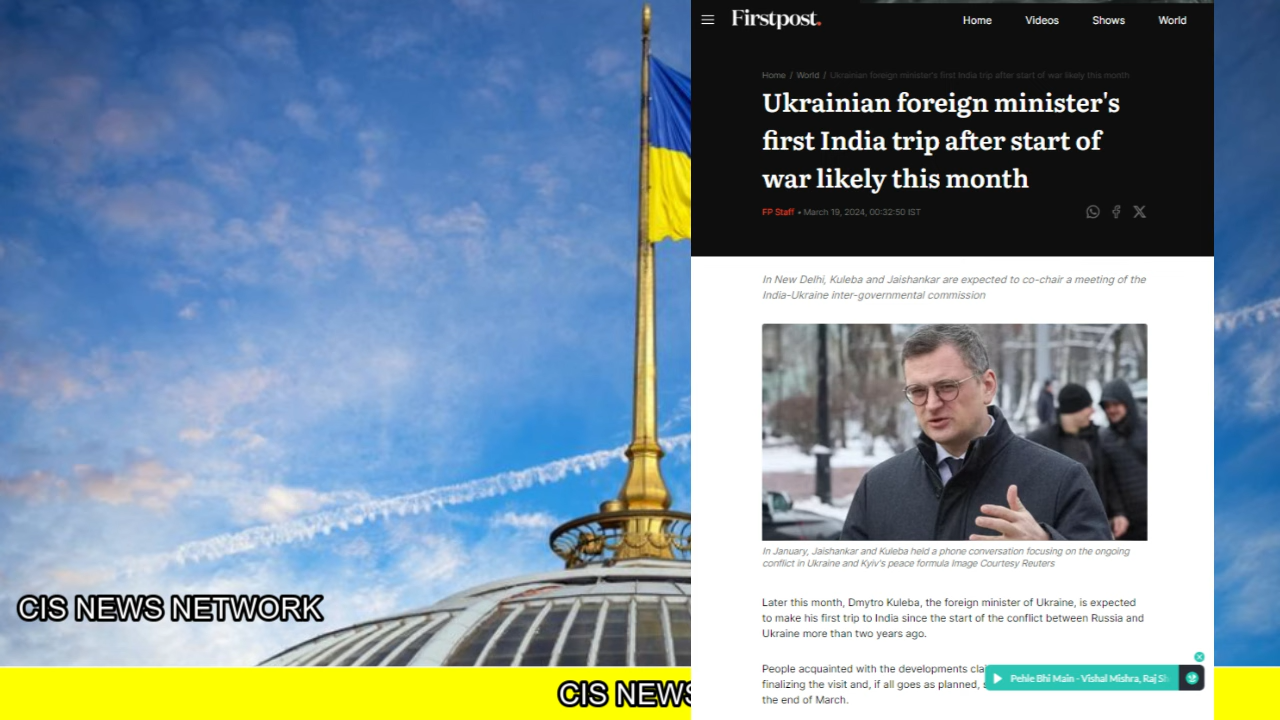 Firstpost.
Home
Videos
Shows
World
Home / World / Ukrainian foreign minister's first India trip after start of war likely this month
Ukrainian foreign minister's
first India trip after start of
war likely this month
FP Staff • March 19, 2024, 00:32:50 IST
In New Delhi, Kuleba and Jaishankar are expected to co-chair a meeting of the
India-Ukraine inter-governmental commission
In January, Jaishankar and Kuleba held a phone conversation focusing on the ongoing
conflict in Ukraine and Kyiv's peace formula Image Courtesy Reuters
Later this month, Dmytro Kuleba, the foreign minister of Ukraine, is expected
to make his first trip to India since the start of the conflict between Russia and
Ukraine more than two years ago.
People acquainted with the developments
finalizing the visit and, if all goes as planned,
the end of March.
Pehle Bhi Main - Vishal Mishra, Raj
CIS NEWS NETWORK
CIS NEWS